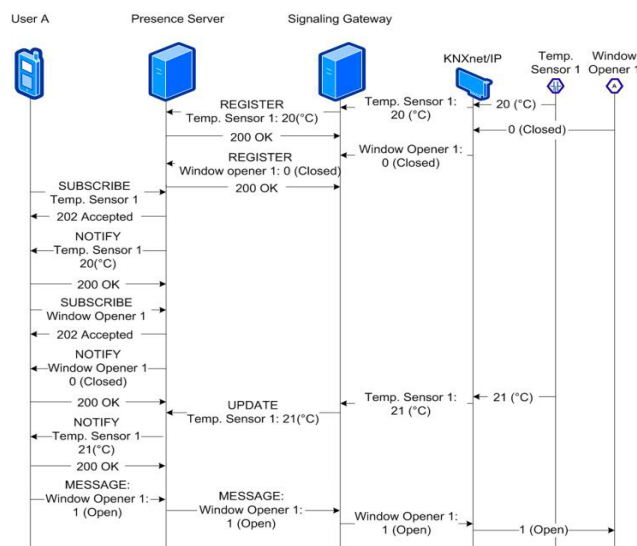 User A
Presence Server
Signaling Gateway
KNXnet/IP
Temp.
Sensor 1
Window
Opener 1
A
REGISTER
Temp. Sensor 1: 20(°C)
Temp. Sensor 1:
20 (°C)
20 (°C)
200 OK
0 (Closed)
REGISTER
Window opener 1: 0 (Closed)
Window Opener 1:
0 (Closed)
200 OK
SUBSCRIBE
Temp. Sensor 1
202 Accepted
NOTIFY
Temp. Sensor 1
20(°C)
200 OK
SUBSCRIBE
Window Opener 1
202 Accepted
NOTIFY
Window Opener 1
0 (Closed)
200 OK
UPDATE
Temp. Sensor 1: 21(°C)
Temp. Sensor 1:
21 (°C)
21 (°C)
NOTIFY
Temp. Sensor 1
21(°C)
200 OK
MESSAGE:
Window Opener 1:
1 (Open)
MESSAGE:
Window Opener 1:
1 (Open)
Window Opener 1:
1 (Open)
1 (Open)